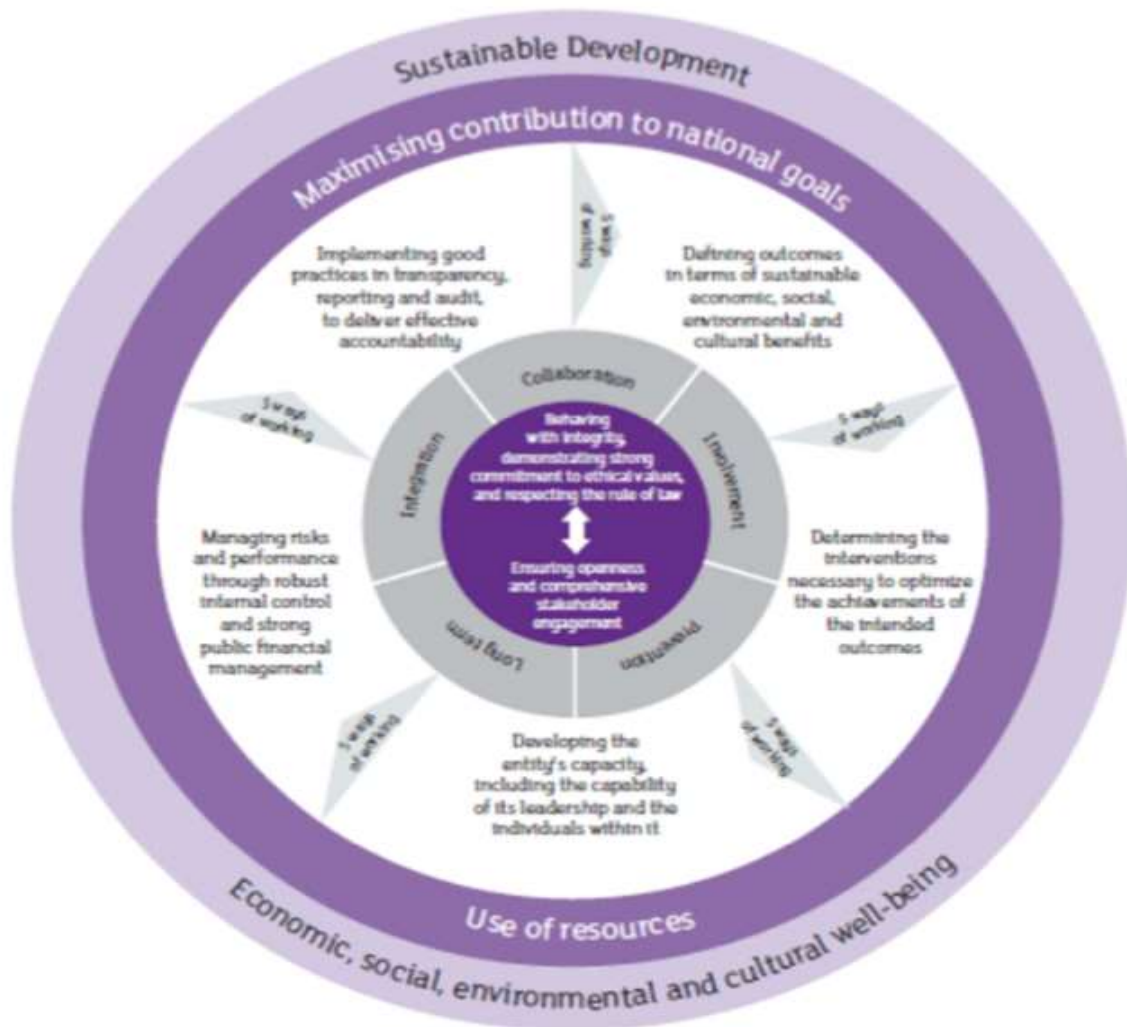 Sustainable Development
Maximising contribution to national goals
5 ways
of working
Implementing good
practices in transparency,
reporting and audit,
to deliver effective
accountability
Defining outcomes
in terms of sustainable
economic, social,
environmental and
cultural benefits
Collaboration
5 ways
of working
5 ways
of working
Integration
Behaving
with integrity,
demonstrating strong
commitment to ethical values,
and respecting the rule of law
Involvement
Managing risks
and performance
through robust
internal control
and strong
public financial
management
Ensuring openness
and comprehensive
stakeholder
engagement
Determining the
interventions
necessary to optimize
the achievements of
the intended
outcomes
Long term
Prevention
5 ways
of working
5 ways
of working
Developing the
entity's capacity,
including the capability
of its leadership and the
individuals within it
Use of resources
Economic, social, environmental and cultural well-being